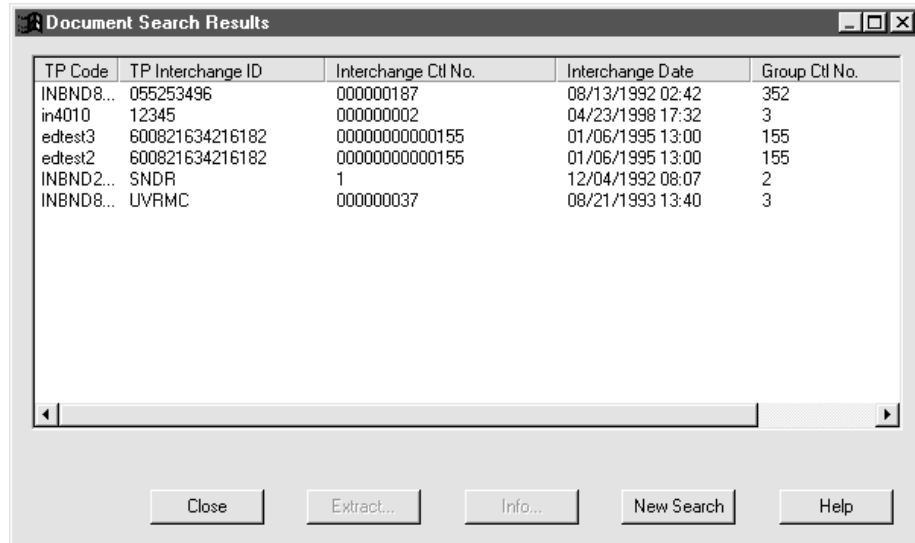 Document Search Results
TP Code TP Interchange ID Interchange Ctl No. Interchange Date Group Ctl No.
INBND8... 055253496 000000187 08/13/1992 02:42 352
in4010 12345 000000002 04/23/1998 17:32 3
edtest3 600821634216182 00000000000155 01/06/1995 13:00 155
edtest2 600821634216182 00000000000155 01/06/1995 13:00 155
INBND2... SNDR 1 12/04/1992 08:07 2
INBND8... UVRMC 000000037 08/21/1993 13:40 3
Close Extract... Info... New Search Help